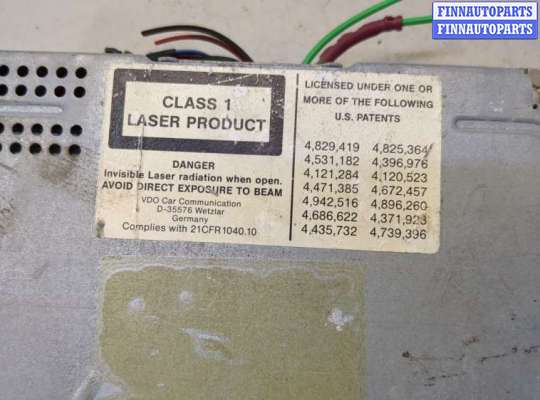 FINNAUTOPARTS
FINNAUTOPARTS
CLASS 1
LASER PRODUCT
DANGER
Invisible Laser radiation when open.
AVOID DIRECT EXPOSURE TO BEAM
VDO Car Communication
D-35576 Wetzlar
Germany
Complies with 21CFR1040.10
LICENSED UNDER ONE OR
MORE OF THE FOLLOWING
U.S. PATENTS
4,829,419 4,825,364
4,531,182 4,396,976
4,121,284 4,120,523
4,471,385 4,672,457
4,942,516 4,896,260
4,686,622 4,371,923
4,435,732 4,739,396